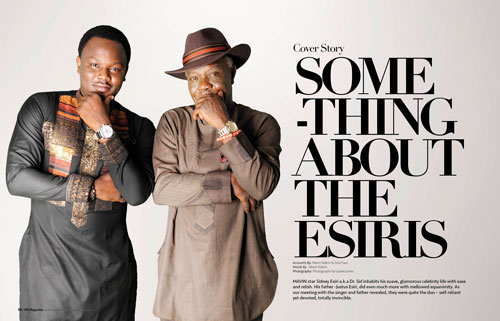 Cover Story
SOME
-THING
ABOUT
THE
ESIRIS
MAVIN star Sidney Esiri a.k.a Dr. Sid inhabits his suave, glamorous celebrity life with ease
and relish. His father -Justus Esiri, did even much more with mellowed equanimity. As
our meeting with the singer and father revealed, they were quite the duo – self-reliant
yet devoted, totally invincible.